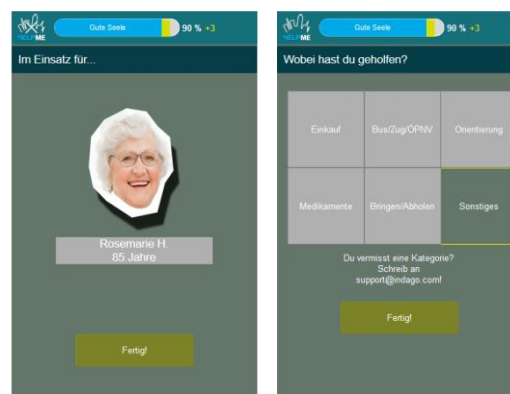 HELPME
Gute Seele
90 % +3
Im Einsatz für...
Rosemarie H.
85 Jahre
Fertig!
HELPME
Gute Seele
90 % +3
Wobei hast du geholfen?
Einkauf
Bus/Zug/ÖPNV
Orientierung
Medikamente
Bringen/Abholen
Sonstiges
Du vermisst eine Kategorie?
Schreib an
support@indago.com!
Fertig!